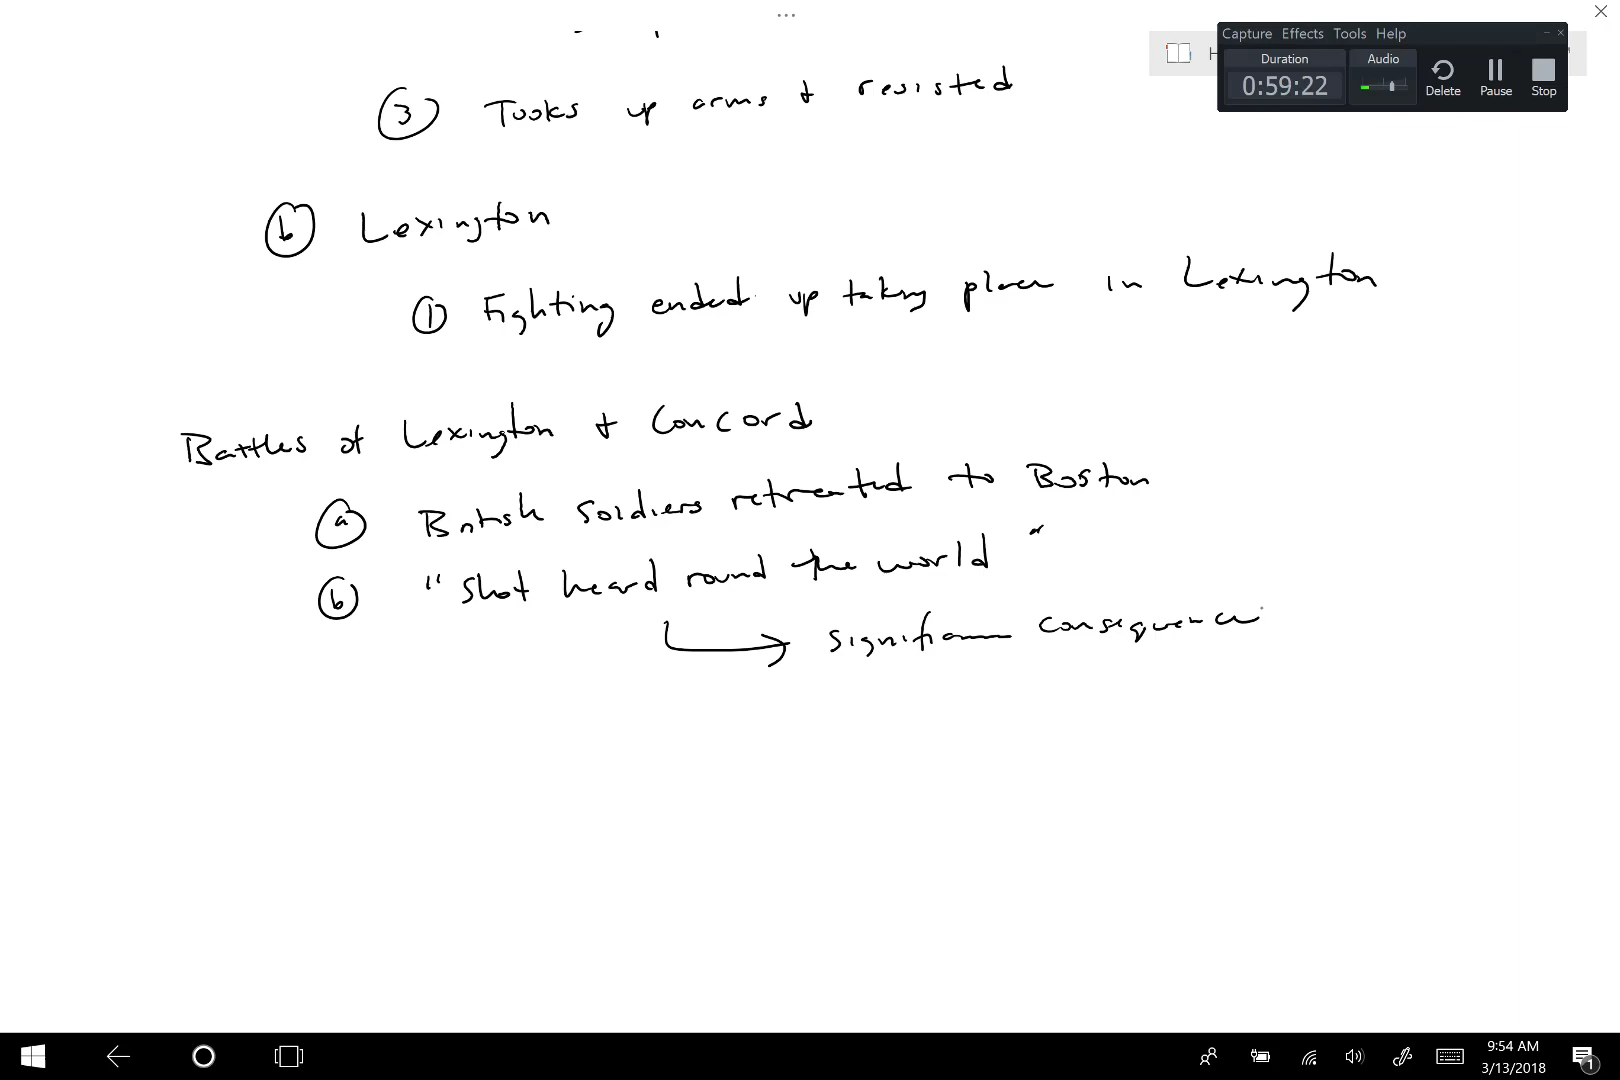 Capture Effects Tools Help
Duration Audio
0:59:22
Delete Pause Stop
③ Tooks up arms + resisted
ⓑ Lexington
① Fighting ended up taking place in Lexington
Battles of Lexington + Concord
ⓐ British soldiers retreated to Boston
ⓑ "Shot heard round the world"
consequence
9:54 AM
3/13/2018
1